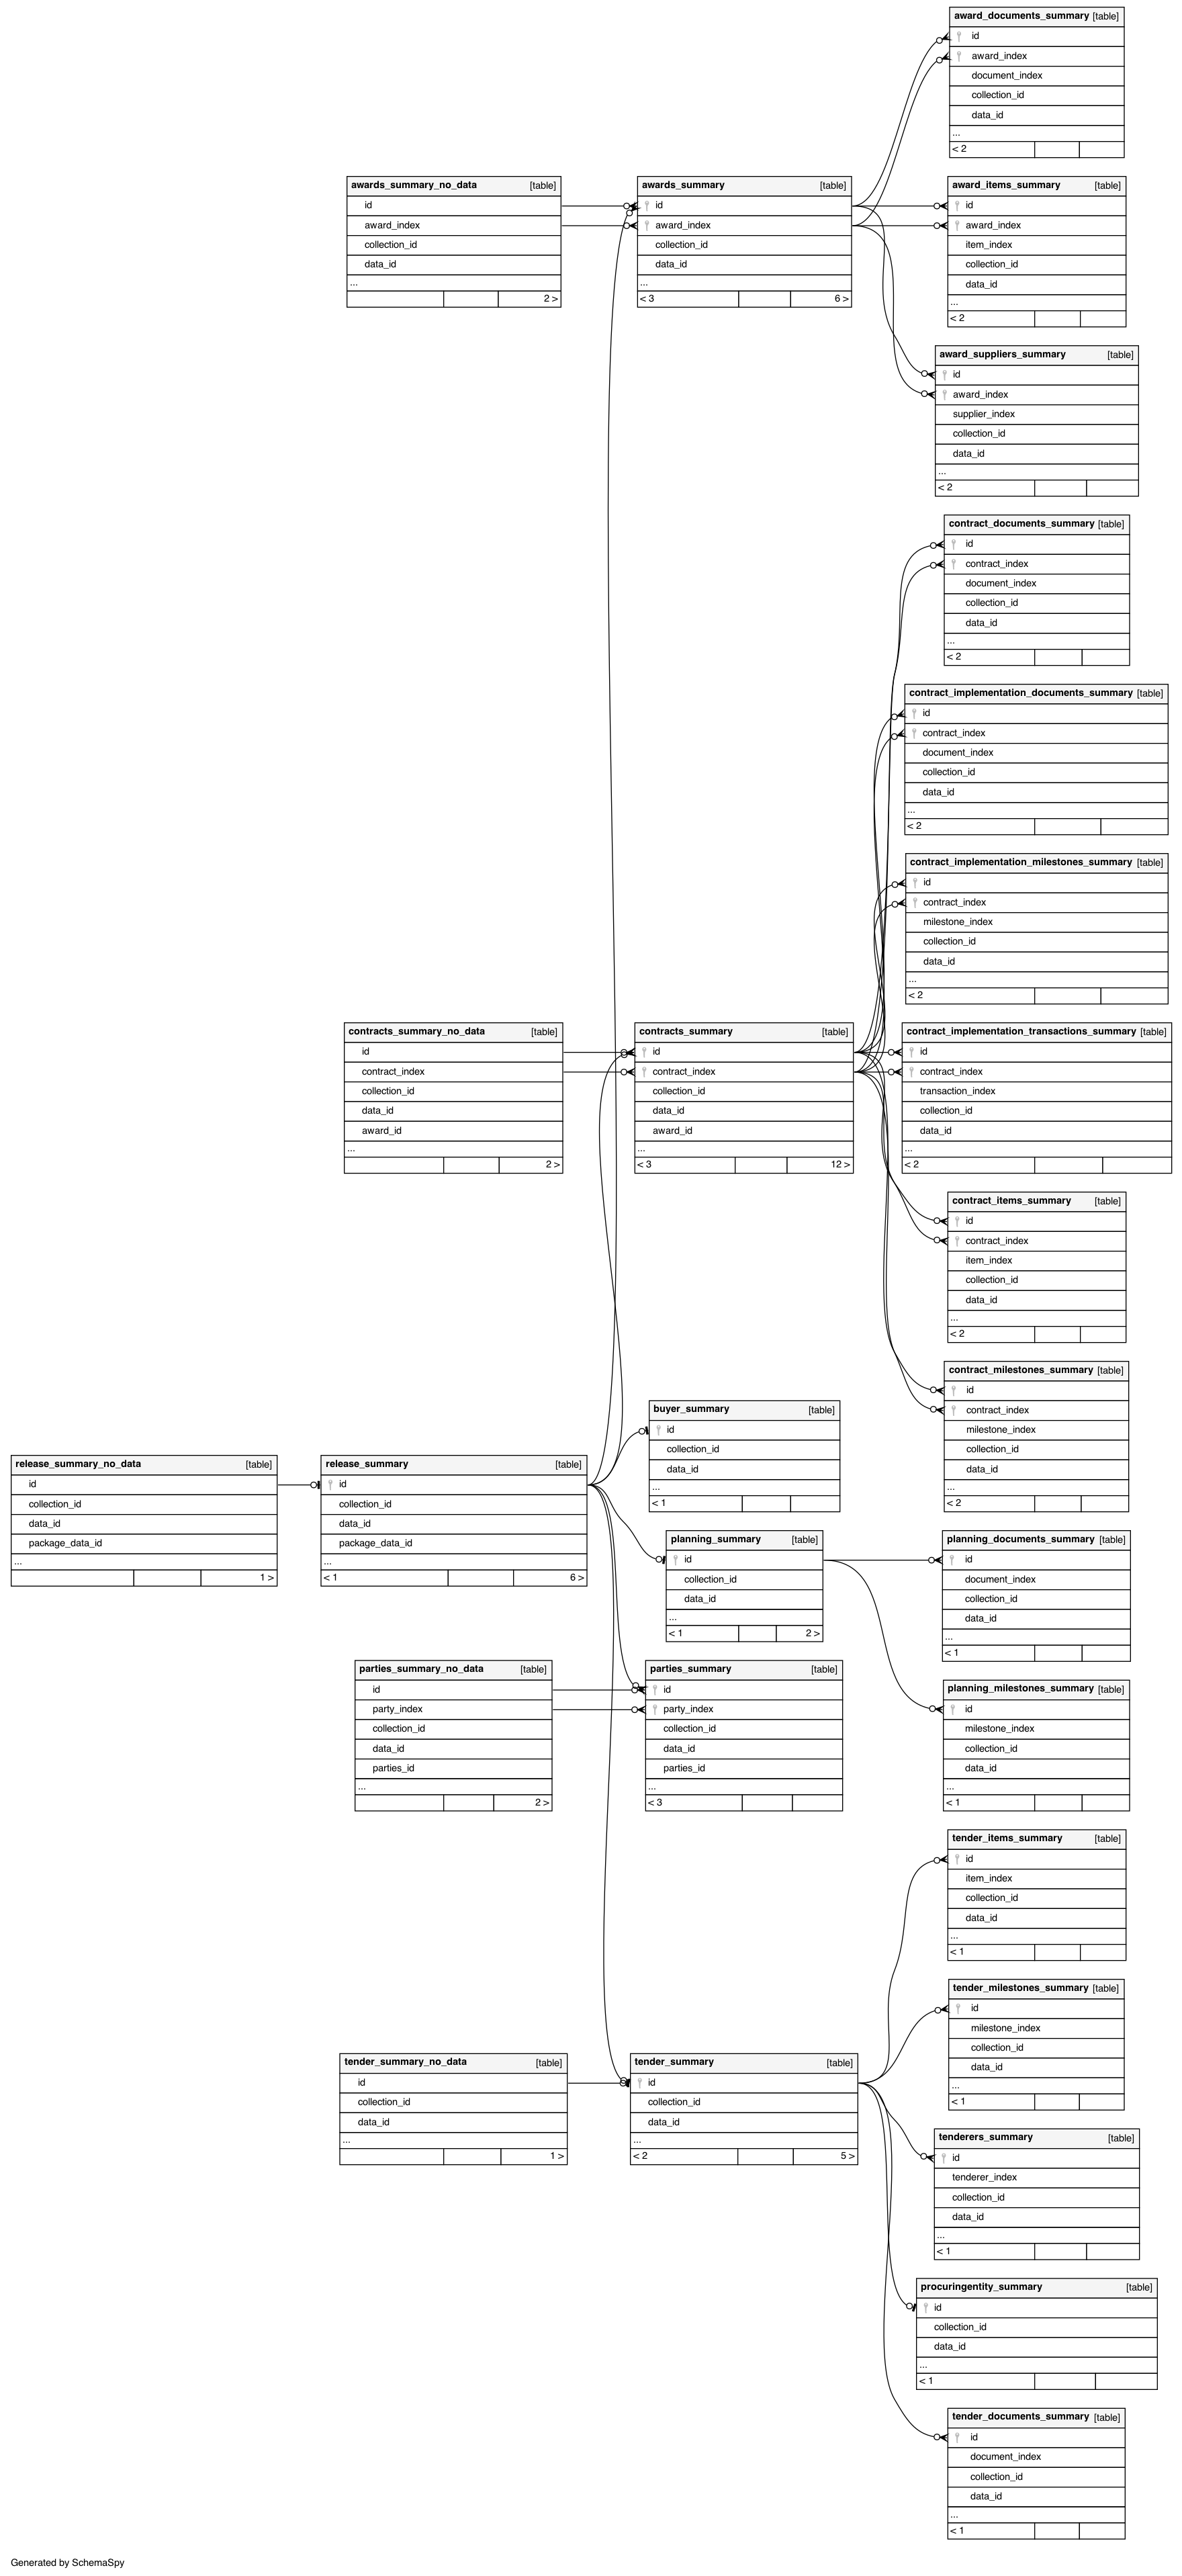 award_documents_summary [table]
id
award_index
document_index
collection_id
data_id
...
< 2
awards_summary_no_data [table]
id
award_index
collection_id
data_id
...
2 >
awards_summary [table]
id
award_index
collection_id
data_id
...
< 3 6 >
award_items_summary [table]
id
award_index
item_index
collection_id
data_id
...
< 2
award_suppliers_summary [table]
id
award_index
supplier_index
collection_id
data_id
...
< 2
contract_documents_summary [table]
id
contract_index
document_index
collection_id
data_id
...
< 2
contract_implementation_documents_summary [table]
id
contract_index
document_index
collection_id
data_id
...
< 2
contract_implementation_milestones_summary [table]
id
contract_index
milestone_index
collection_id
data_id
...
< 2
contracts_summary_no_data [table]
id
contract_index
collection_id
data_id
award_id
...
2 >
contracts_summary [table]
id
contract_index
collection_id
data_id
award_id
...
< 3 12 >
contract_implementation_transactions_summary [table]
id
contract_index
transaction_index
collection_id
data_id
...
< 2
contract_items_summary [table]
id
contract_index
item_index
collection_id
data_id
...
< 2
contract_milestones_summary [table]
id
contract_index
milestone_index
collection_id
data_id
...
< 2
buyer_summary [table]
id
collection_id
data_id
...
< 1
release_summary_no_data [table]
id
collection_id
data_id
package_data_id
...
1 >
release_summary [table]
id
collection_id
data_id
package_data_id
...
< 1 6 >
planning_summary [table]
id
collection_id
data_id
...
< 1 2 >
planning_documents_summary [table]
id
document_index
collection_id
data_id
...
< 1
parties_summary_no_data [table]
id
party_index
collection_id
data_id
parties_id
...
2 >
parties_summary [table]
id
party_index
collection_id
data_id
parties_id
...
< 3
planning_milestones_summary [table]
id
milestone_index
collection_id
data_id
...
< 1
tender_items_summary [table]
id
item_index
collection_id
data_id
...
< 1
tender_milestones_summary [table]
id
milestone_index
collection_id
data_id
...
< 1
tender_summary_no_data [table]
id
collection_id
data_id
...
1 >
tender_summary [table]
id
collection_id
data_id
...
< 2 5 >
tenderers_summary [table]
id
tenderer_index
collection_id
data_id
...
< 1
procuringentity_summary [table]
id
collection_id
data_id
...
< 1
tender_documents_summary [table]
id
document_index
collection_id
data_id
...
< 1
Generated by SchemaSpy